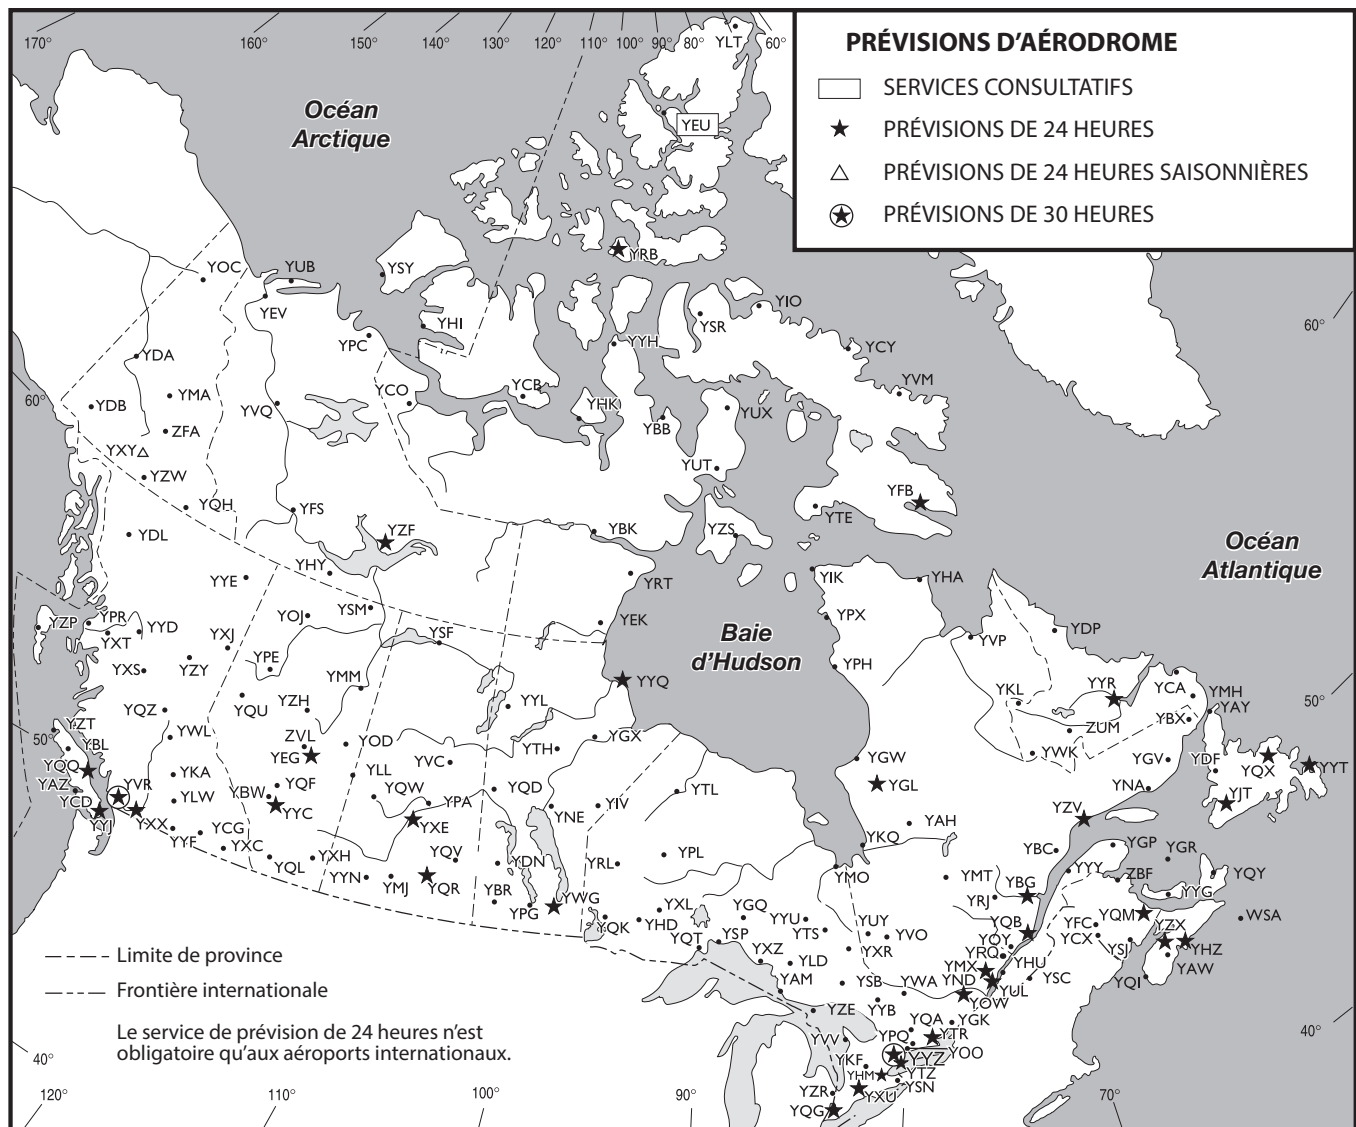 170°
160°
150°
140°
130°
120°
110°
100°
90°
80°
YLT
60°
PRÉVISIONS D'AÉRODROME
SERVICES CONSULTATIFS
PRÉVISIONS DE 24 HEURES
PRÉVISIONS DE 24 HEURES SAISONNIÈRES
PRÉVISIONS DE 30 HEURES
Océan
Arctique
YEU
YRB
YOC
YUB
YSY
YEV
YHI
YPC
YIO
YSR
YYH
YCY
60°
YDA
YMA
YDB
60°
YVQ
YCO
YCB
YHK
YBB
YUX
YVM
ZFA
YXY
YZW
YUT
YQH
YFS
YZF
YBK
YZS
YFB
YTE
YDL
Océan
Atlantique
YYE
YHY
YRT
YIK
YHA
YZP
YPR
YYD
YXT
YXJ
YOJ
YSM
YSF
YEK
YPX
Baie
d'Hudson
YVP
YDP
YXS
YZY
YPE
YMM
YPH
YYQ
YKL
YYR
YCA
YMH
YAY
50°
YQZ
YQU
YZH
YYL
YBX
ZUM
YZT
YBL
YWL
ZVL
YEG
YOD
YTH
YGX
YWK
50°
YQQ
YKA
YLL
YVC
YGW
YGV
YDF
YQX
YYT
YAZ
YCD
YVR
YLW
YBW
YQF
YQW
YPA
YQD
YTL
YGL
YNA
YJT
YYJ
YXX
YYC
YXE
YNE
YIV
YZV
YYF
YCG
YXC
YQL
YXH
YQV
YDN
YRL
YPL
YKQ
YAH
YBC
YGP
YGR
YYN
YMJ
YQR
YBR
YMO
YMT
YYY
ZBF
YQY
YPG
YWG
YRJ
YBG
YYG
YQK
YHD
YXL
YGQ
YYU
YTS
YUY
YVO
YQB
YFC
YQM
YZX
WSA
YQT
YSP
YXZ
YXR
YOY
YRQ
YCX
YSJ
YHZ
YLD
YMX
YHU
YAW
YAM
YSB
YWA
YND
YUL
YSC
YQI
YZE
YYB
YOW
YQA
YGK
YPQ
YTR
YVV
YYZ
YOO
YKF
YHM
YTZ
YSN
YZR
YXU
YQG
Limite de province
Frontière internationale
Le service de prévision de 24 heures n'est
obligatoire qu'aux aéroports internationaux.
40°
40°
120°
110°
100°
90°
70°